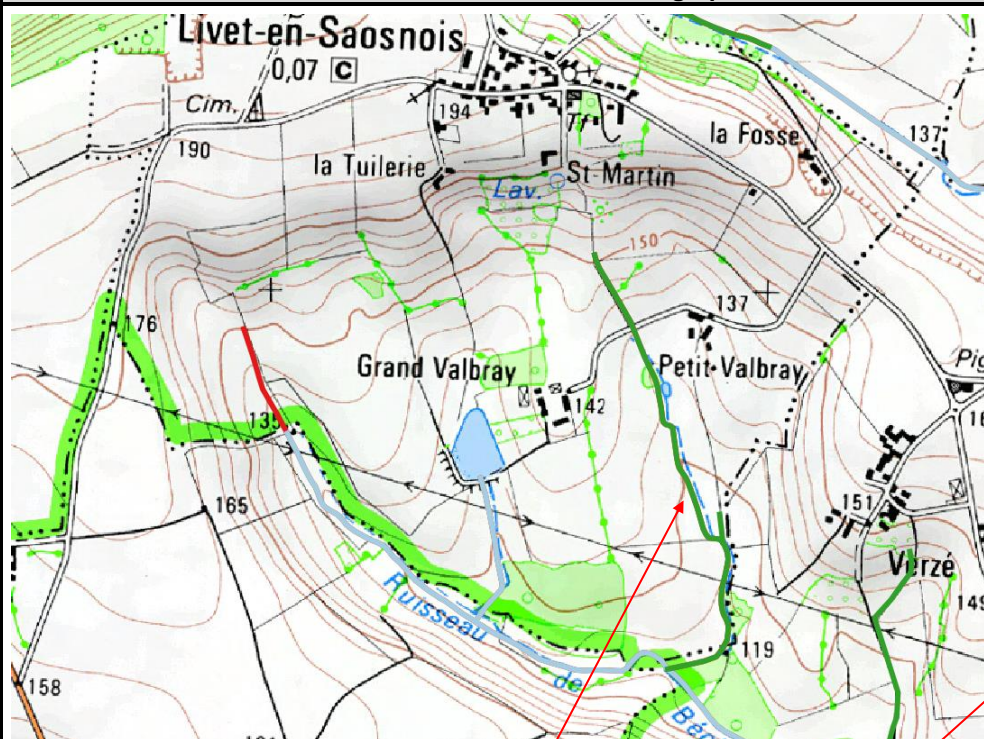 Livet-en-Saosnois
0,07 C
Cim.
194
190
la Tuilerie
St-Martin
Lav.
la Fosse
137
150
176
137
Grand Valbray
Petit-Valbray
142
135
165
151
Verzé
149
Ruisseau
de
119
158